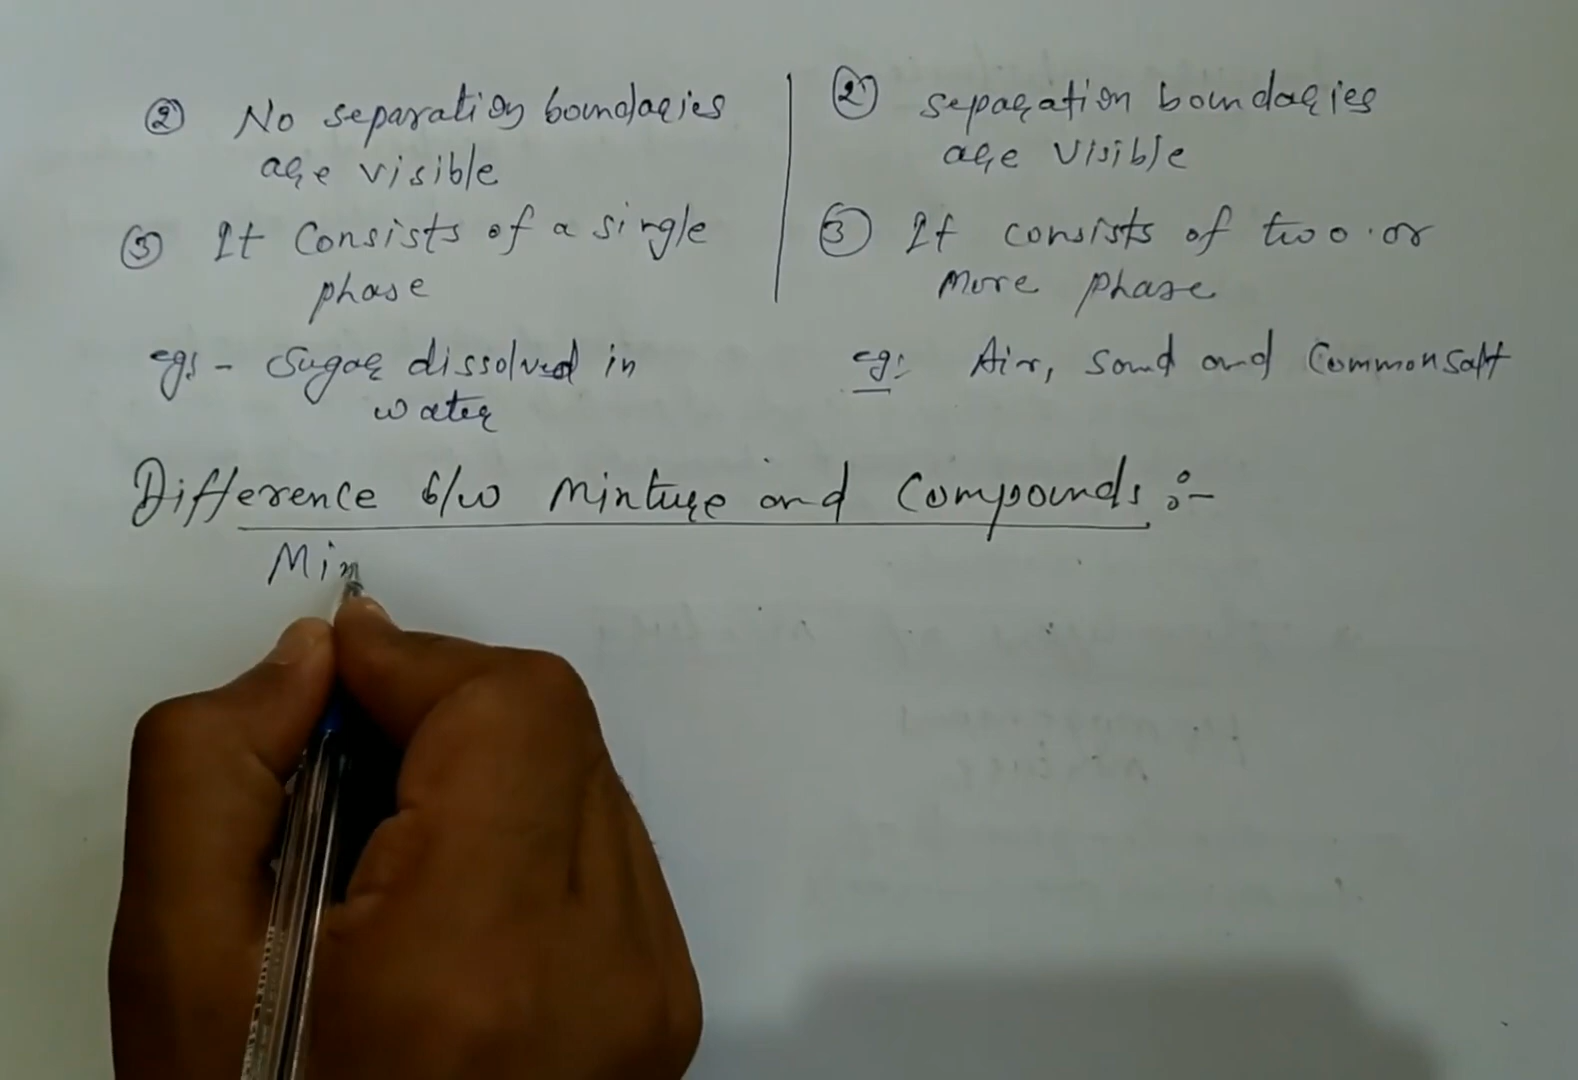 ② No separation boundaries
are visible
③ It Consists of a single
phase
eg:- Sugar dissolved in
water
② separation boundaries
are visible
③ It consists of two or
more phase
eg: Air, sand and Common salt
Difference b/w Mixture and Compounds :-
Mix